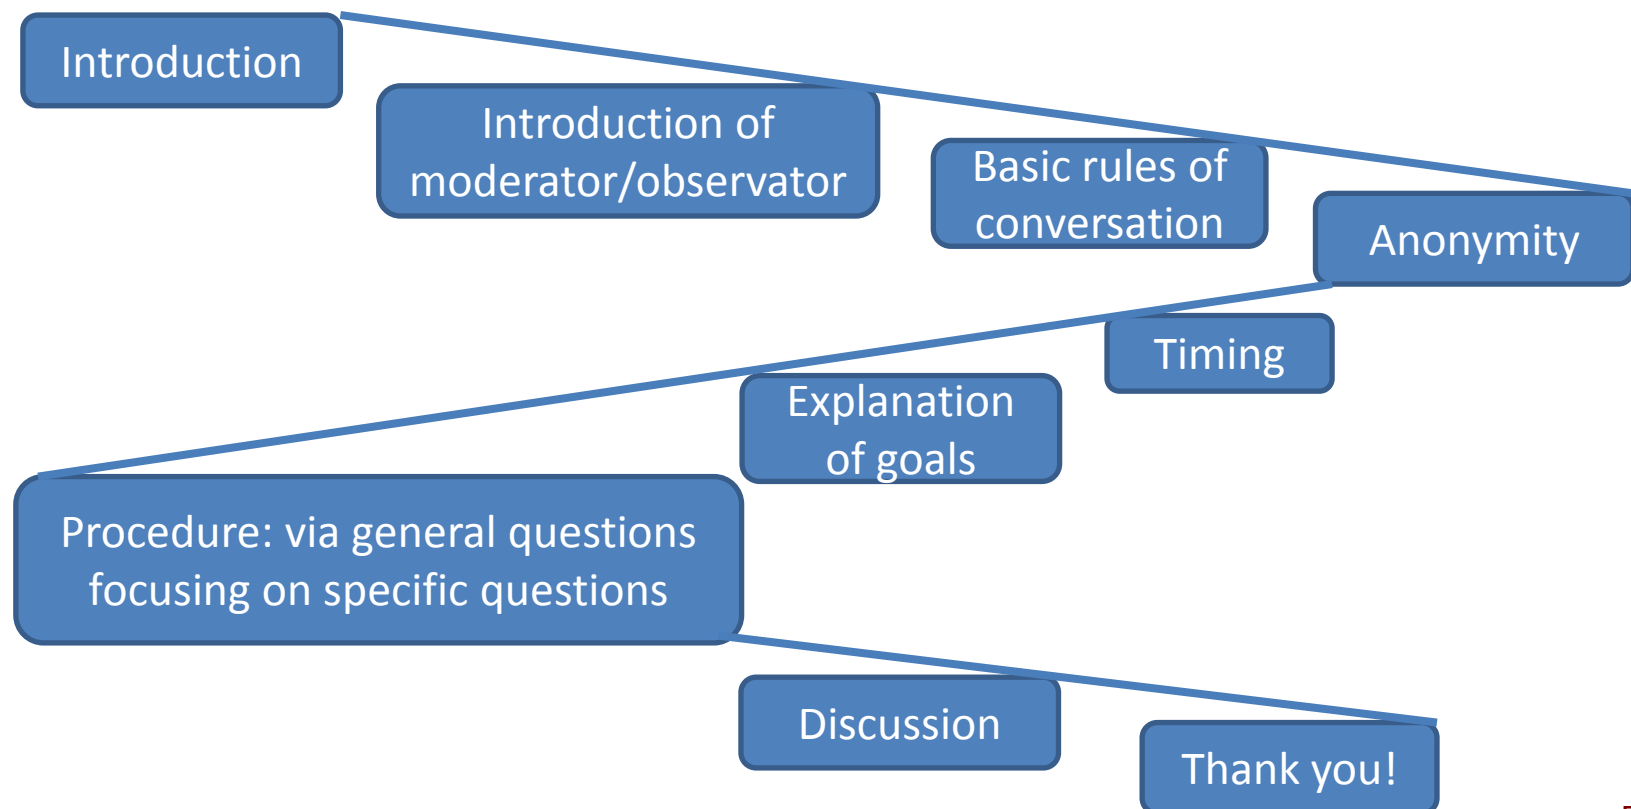 Introduction
Introduction of
moderator/observator
Basic rules of
conversation
Anonymity
Timing
Explanation
of goals
Procedure: via general questions
focusing on specific questions
Discussion
Thank you!